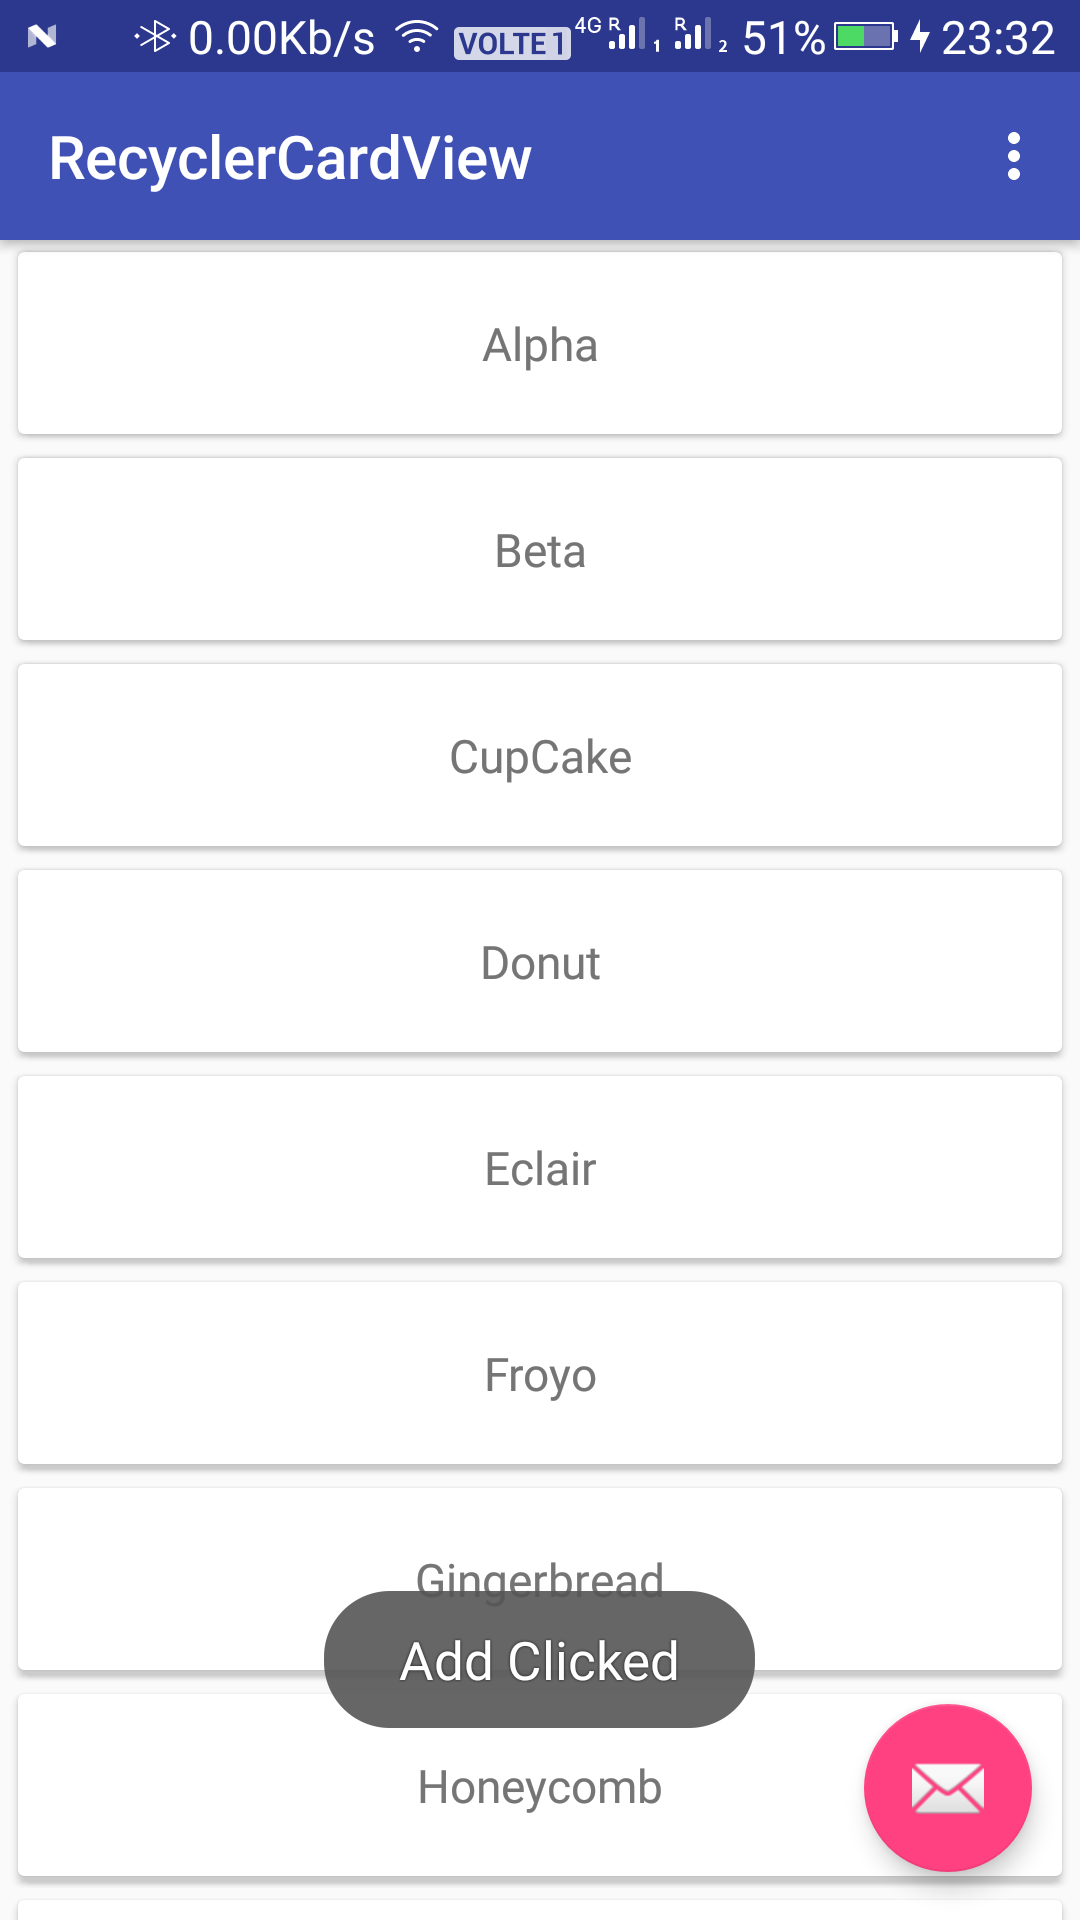 0.00Kb/s VOLTE 1 4G R 1 R 2 51% 23:32
RecyclerCardView
Alpha
Beta
CupCake
Donut
Eclair
Froyo
Gingerbread
Add Clicked
Honeycomb